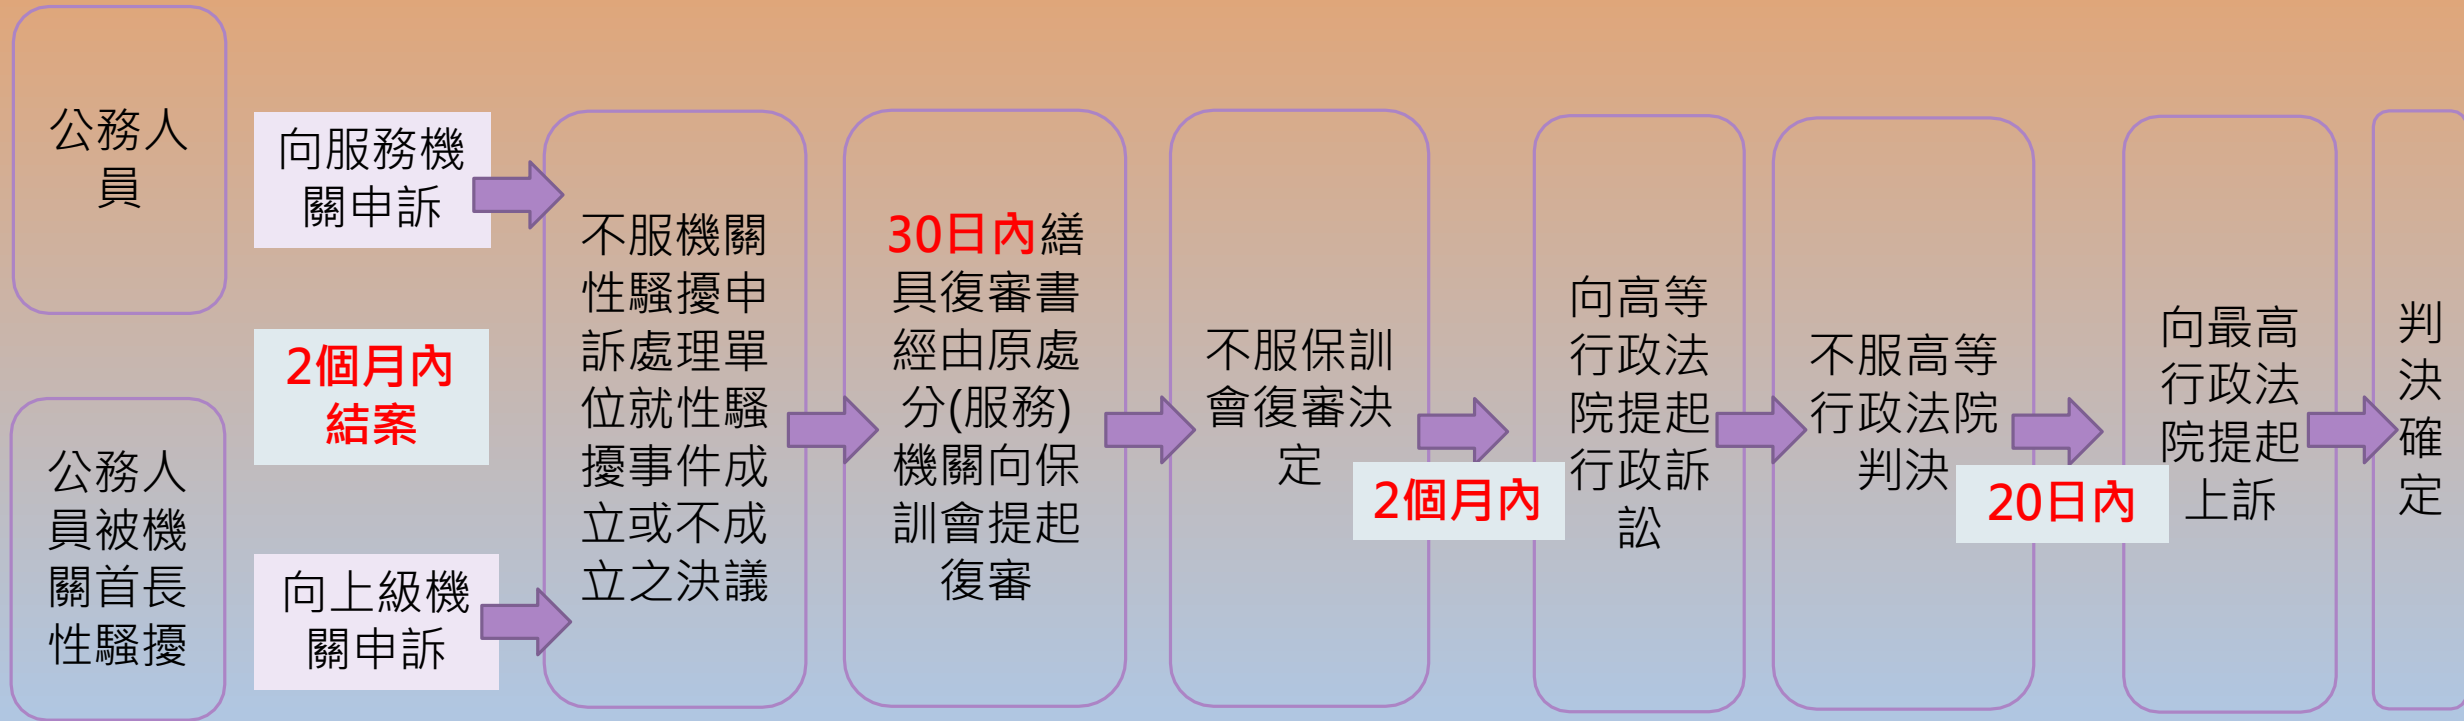 公務人
員
向服務機
關申訴
2個月內
結案
公務人
員被機
關首長
性騷擾
向上級機
關申訴
不服機關
性騷擾申
訴處理單
位就性騷
擾事件成
立或不成
立之決議
30日內繕
具復審書
經由原處
分(服務)
機關向保
訓會提起
復審
不服保訓
會復審決
定
2個月內
向高等
行政法
院提起
行政訴
訟
不服高等
行政法院
判決
20日內
向最高
行政法
院提起
上訴
判
決
確
定